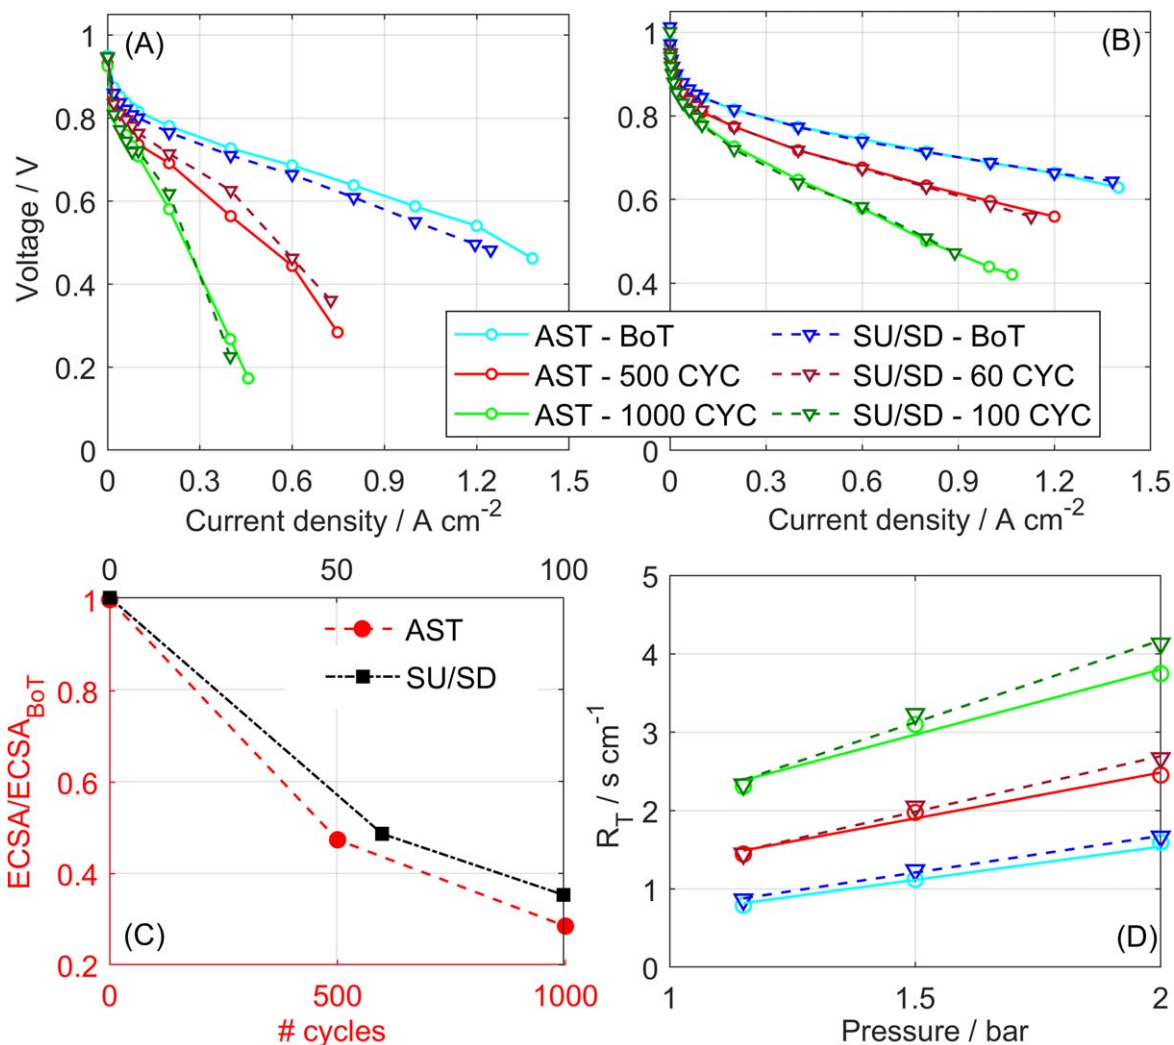 (A)
1
0.8
0.6
0.4
0.2
0
Voltage / V
0 0.3 0.6 0.9 1.2 1.5
Current density / A cm⁻²
(B)
1
0.8
0.6
0.4
0
0 0.3 0.6 0.9 1.2 1.5
Current density / A cm⁻²
AST - BoT
AST - 500 CYC
AST - 1000 CYC
SU/SD - BoT
SU/SD - 60 CYC
SU/SD - 100 CYC
0 50 100
1
0.8
0.6
0.4
0.2
ECSA/ECSA_BoT
AST
SU/SD
(C)
0 500 1000
# cycles
5
4
3
2
1
0
R_T / s cm⁻¹
(D)
1 1.5 2
Pressure / bar